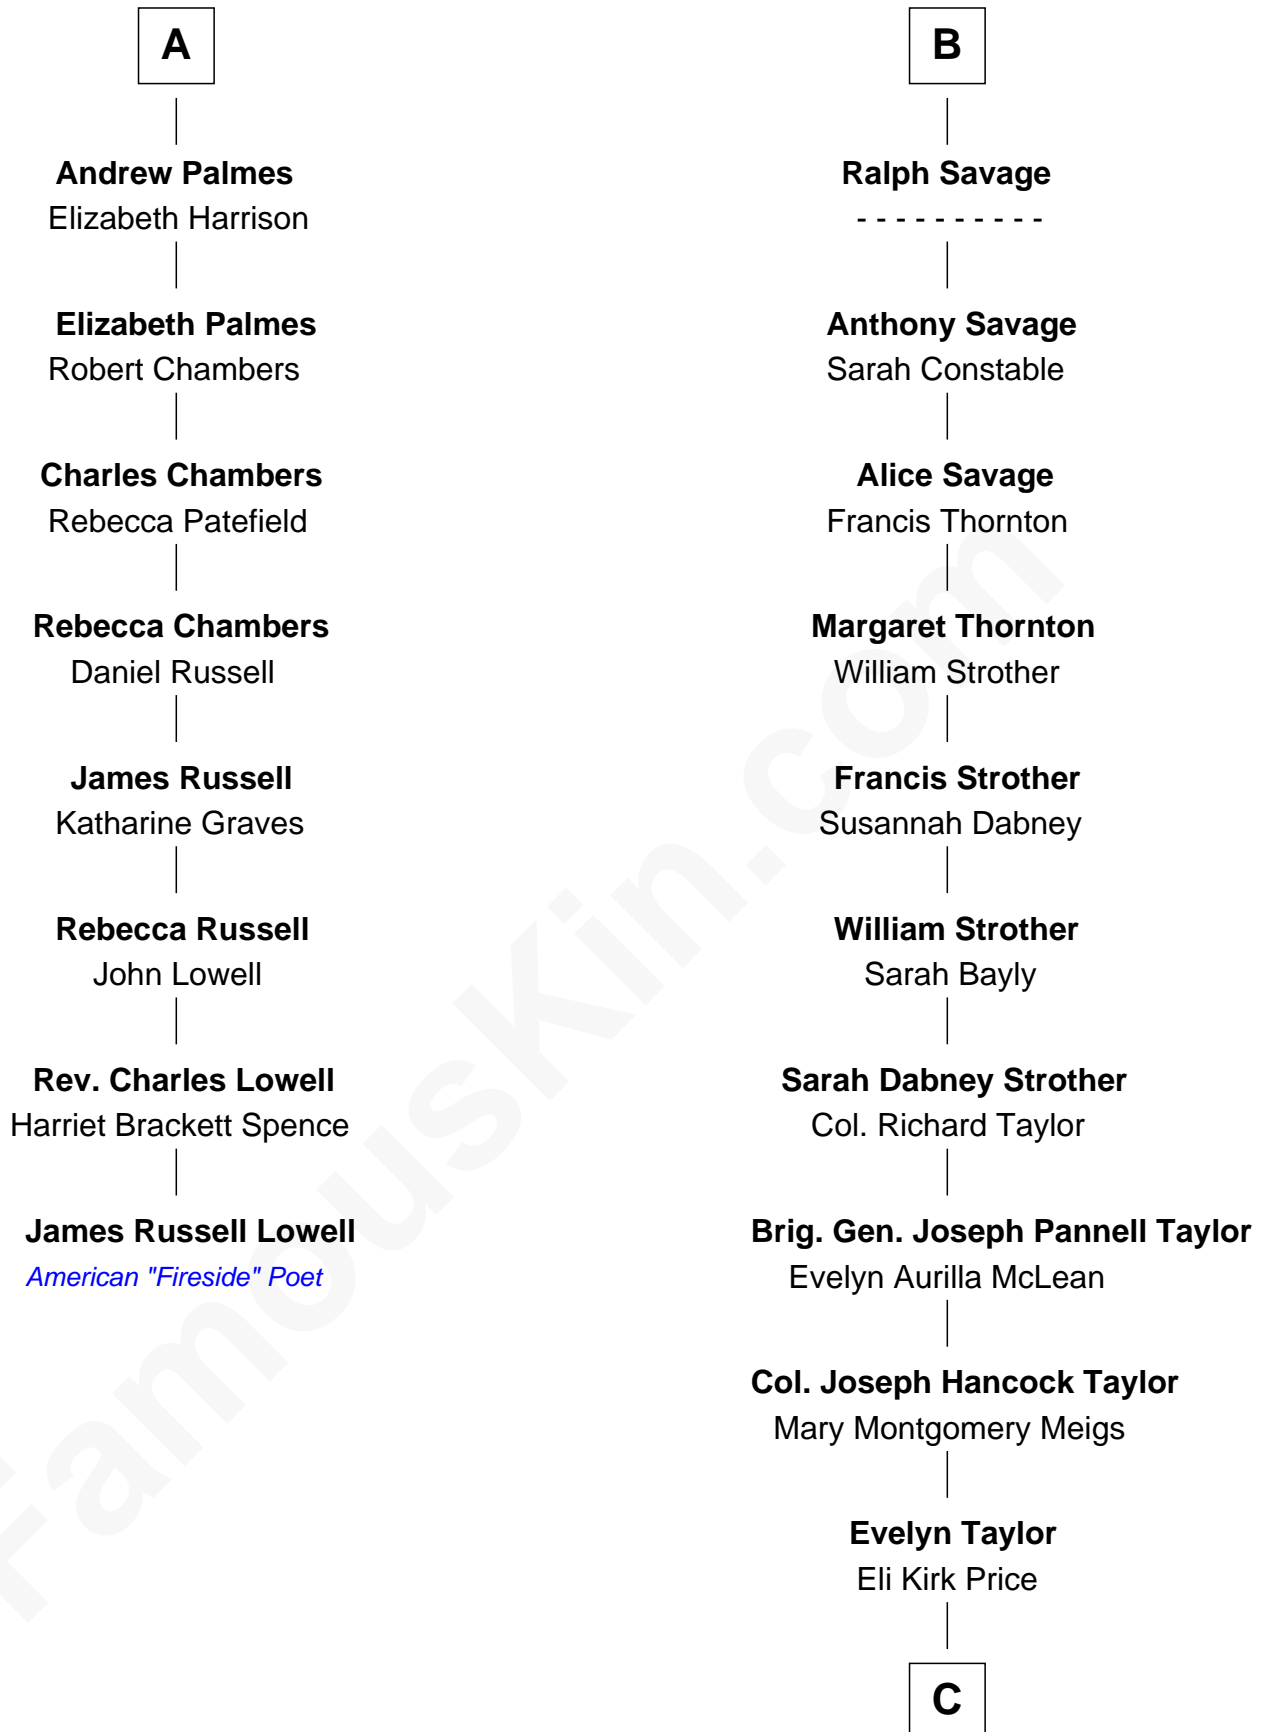 A
Andrew Palmes
Elizabeth Harrison
Elizabeth Palmes
Robert Chambers
Charles Chambers
Rebecca Patefield
Rebecca Chambers
Daniel Russell
James Russell
Katharine Graves
Rebecca Russell
John Lowell
Rev. Charles Lowell
Harriet Brackett Spence
James Russell Lowell
American "Fireside" Poet
B
Ralph Savage
- - - - - - - - - -
Anthony Savage
Sarah Constable
Alice Savage
Francis Thornton
Margaret Thornton
William Strother
Francis Strother
Susannah Dabney
William Strother
Sarah Bayly
Sarah Dabney Strother
Col. Richard Taylor
Brig. Gen. Joseph Pannell Taylor
Evelyn Aurilla McLean
Col. Joseph Hancock Taylor
Mary Montgomery Meigs
Evelyn Taylor
Eli Kirk Price
C
FamousKin.com